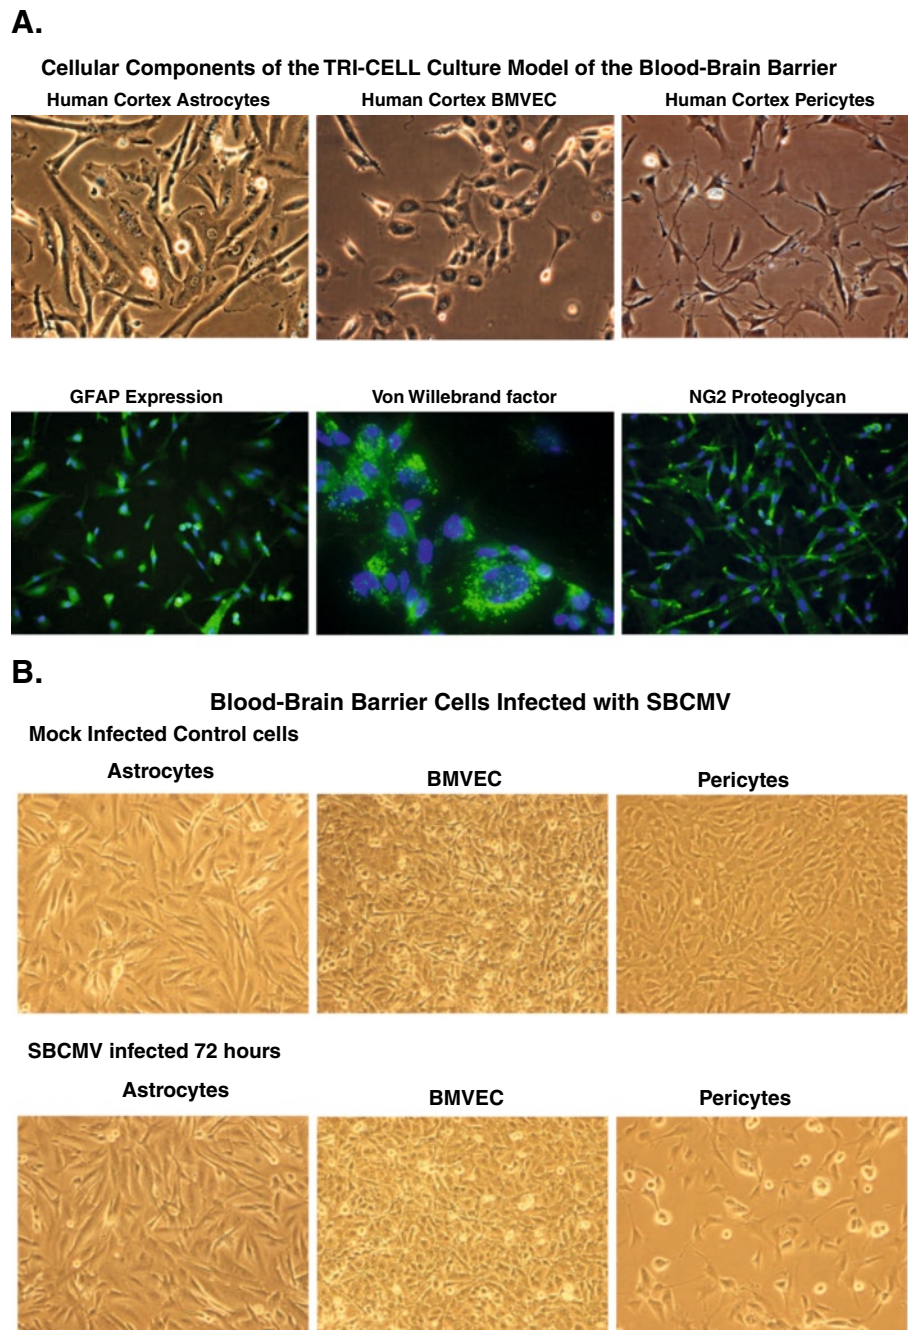 A.
Cellular Components of the TRI-CELL Culture Model of the Blood-Brain Barrier
Human Cortex Astrocytes
Human Cortex BMVEC
Human Cortex Pericytes
GFAP Expression
Von Willebrand factor
NG2 Proteoglycan
B.
Blood-Brain Barrier Cells Infected with SBCMV
Mock Infected Control cells
Astrocytes
BMVEC
Pericytes
SBCMV infected 72 hours
Astrocytes
BMVEC
Pericytes